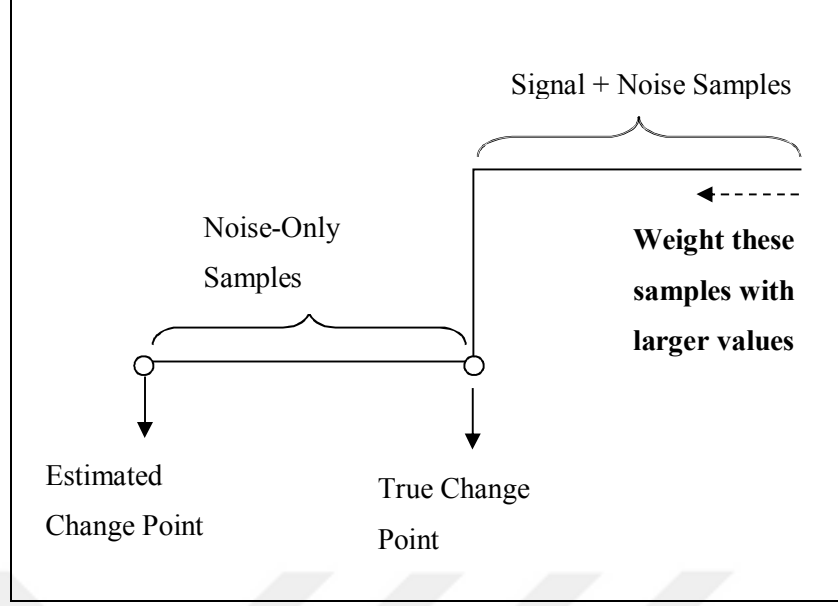 Signal + Noise Samples
Noise-Only
Samples
Weight these
samples with
larger values
Estimated
Change Point
True Change
Point